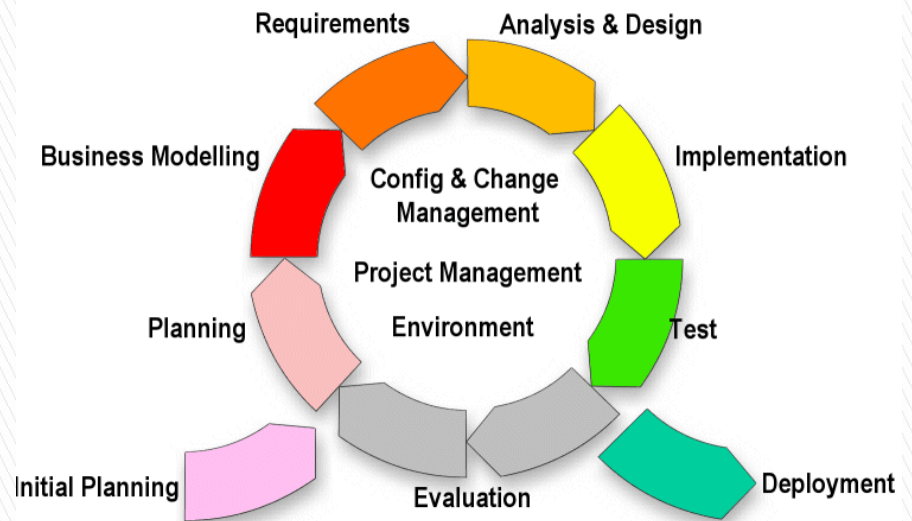 Requirements
Analysis & Design
Business Modelling
Implementation
Config & Change
Management
Project Management
Planning
Environment
Test
Initial Planning
Evaluation
Deployment